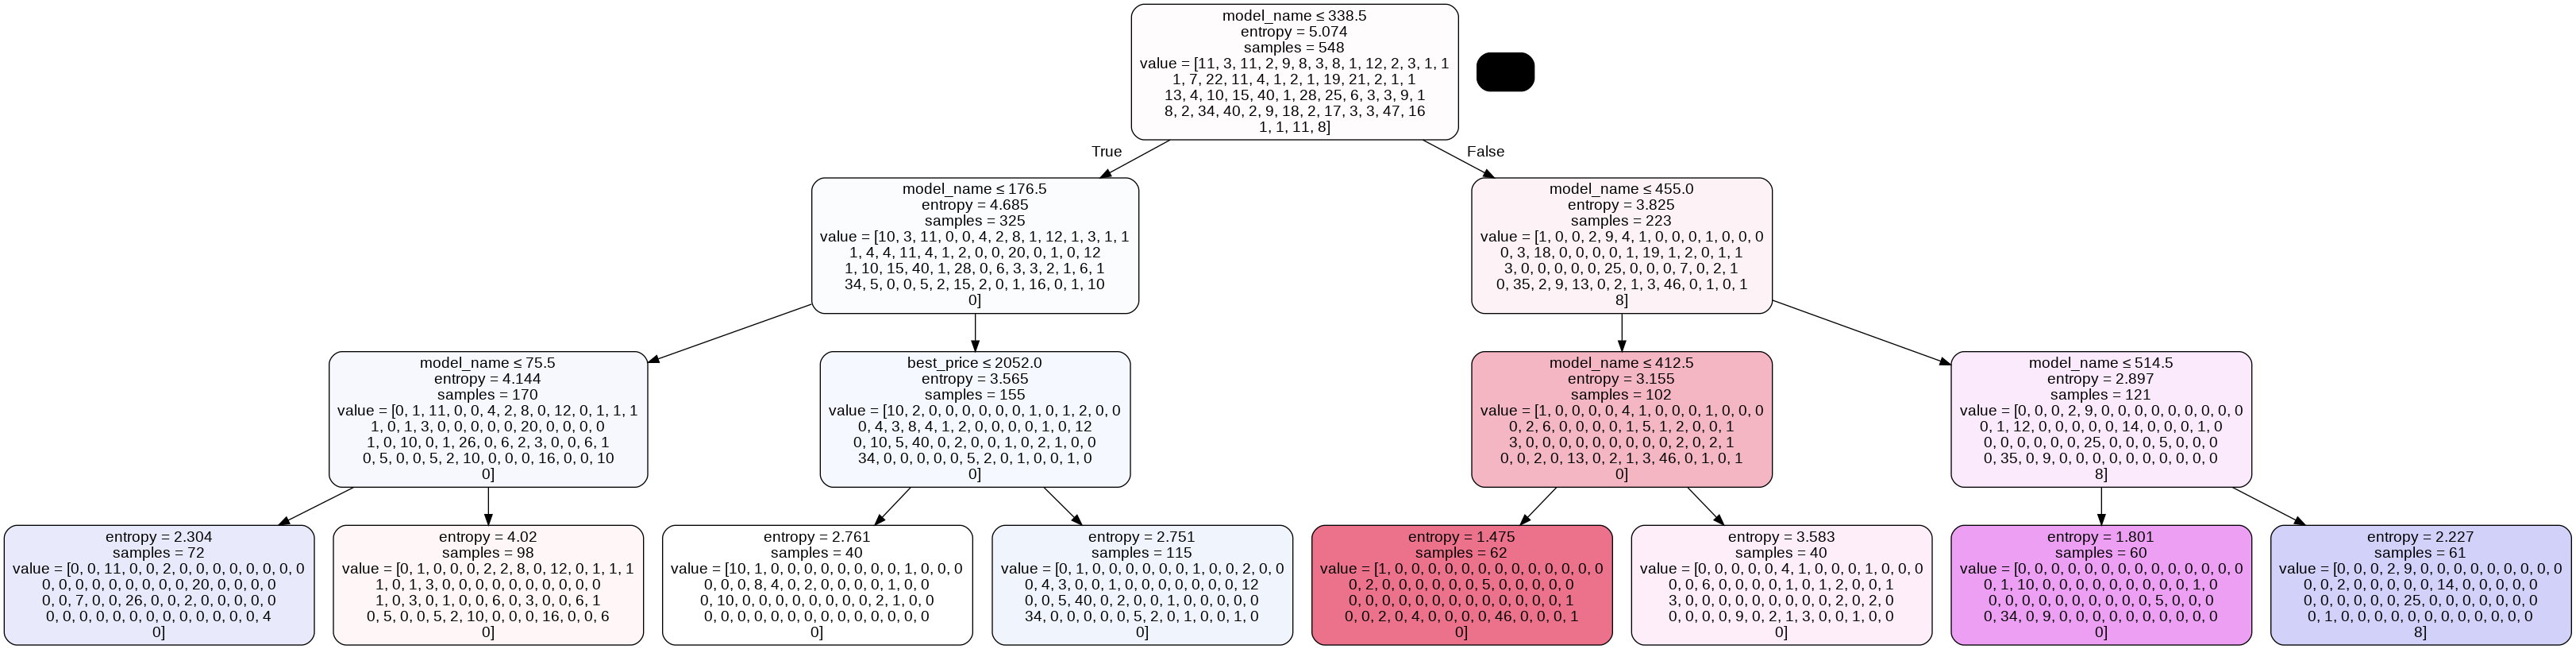 model_name ≤ 338.5
entropy = 5.074
samples = 548
value = [11, 3, 11, 2, 9, 8, 3, 8, 1, 12, 2, 3, 1, 1
1, 7, 22, 11, 4, 1, 2, 1, 19, 21, 2, 1, 1
13, 4, 10, 15, 40, 1, 28, 25, 6, 3, 3, 9, 1
8, 2, 34, 40, 2, 9, 18, 2, 17, 3, 3, 47, 16
1, 1, 11, 8]
True
False
model_name ≤ 176.5
entropy = 4.685
samples = 325
value = [10, 3, 11, 0, 0, 4, 2, 8, 1, 12, 1, 3, 1, 1
1, 4, 4, 11, 4, 1, 2, 0, 0, 20, 0, 1, 0, 12
1, 10, 15, 40, 1, 28, 0, 6, 3, 3, 2, 1, 6, 1
34, 5, 0, 0, 5, 2, 15, 2, 0, 1, 16, 0, 1, 10
0]
model_name ≤ 455.0
entropy = 3.825
samples = 223
value = [1, 0, 0, 2, 9, 4, 1, 0, 0, 0, 1, 0, 0, 0
0, 3, 18, 0, 0, 0, 0, 1, 19, 1, 2, 0, 1, 1
3, 0, 0, 0, 0, 0, 25, 0, 0, 0, 7, 0, 2, 1
0, 35, 2, 9, 13, 0, 2, 1, 3, 46, 0, 1, 0, 1
8]
model_name ≤ 75.5
entropy = 4.144
samples = 170
value = [0, 1, 11, 0, 0, 4, 2, 8, 0, 12, 0, 1, 1, 1
1, 0, 1, 3, 0, 0, 0, 0, 0, 20, 0, 0, 0, 0
1, 0, 10, 0, 1, 26, 0, 6, 2, 3, 0, 0, 6, 1
0, 5, 0, 0, 5, 2, 10, 0, 0, 0, 16, 0, 0, 10
0]
best_price ≤ 2052.0
entropy = 3.565
samples = 155
value = [10, 2, 0, 0, 0, 0, 0, 0, 1, 0, 1, 2, 0, 0
0, 4, 3, 8, 4, 1, 2, 0, 0, 0, 0, 1, 0, 12
0, 10, 5, 40, 0, 2, 0, 0, 1, 0, 2, 1, 0, 0
34, 0, 0, 0, 0, 0, 5, 2, 0, 1, 0, 0, 1, 0
0]
model_name ≤ 412.5
entropy = 3.155
samples = 102
value = [1, 0, 0, 0, 0, 4, 1, 0, 0, 0, 1, 0, 0, 0
0, 2, 6, 0, 0, 0, 0, 1, 5, 1, 2, 0, 0, 1
3, 0, 0, 0, 0, 0, 0, 0, 0, 0, 2, 0, 2, 1
0, 0, 2, 0, 13, 0, 2, 1, 3, 46, 0, 1, 0, 1
0]
model_name ≤ 514.5
entropy = 2.897
samples = 121
value = [0, 0, 0, 2, 9, 0, 0, 0, 0, 0, 0, 0, 0, 0
0, 1, 12, 0, 0, 0, 0, 0, 14, 0, 0, 0, 1, 0
0, 0, 0, 0, 0, 0, 25, 0, 0, 0, 5, 0, 0, 0
0, 35, 0, 9, 0, 0, 0, 0, 0, 0, 0, 0, 0, 0
8]
entropy = 2.304
samples = 72
value = [0, 0, 11, 0, 0, 2, 0, 0, 0, 0, 0, 0, 0, 0
0, 0, 0, 0, 0, 0, 0, 0, 0, 20, 0, 0, 0, 0
0, 0, 7, 0, 0, 26, 0, 0, 2, 0, 0, 0, 0, 0
0, 0, 0, 0, 0, 0, 0, 0, 0, 0, 0, 0, 0, 4
0]
entropy = 4.02
samples = 98
value = [0, 1, 0, 0, 0, 2, 2, 8, 0, 12, 0, 1, 1, 1
1, 0, 1, 3, 0, 0, 0, 0, 0, 0, 0, 0, 0, 0
1, 0, 3, 0, 1, 0, 0, 6, 0, 3, 0, 0, 6, 1
0, 5, 0, 0, 5, 2, 10, 0, 0, 0, 16, 0, 0, 6
0]
entropy = 2.761
samples = 40
value = [10, 1, 0, 0, 0, 0, 0, 0, 0, 0, 1, 0, 0, 0
0, 0, 0, 8, 4, 0, 2, 0, 0, 0, 0, 1, 0, 0
0, 10, 0, 0, 0, 0, 0, 0, 0, 0, 2, 1, 0, 0
0, 0, 0, 0, 0, 0, 0, 0, 0, 0, 0, 0, 0, 0
0]
entropy = 2.751
samples = 115
value = [0, 1, 0, 0, 0, 0, 0, 0, 1, 0, 0, 2, 0, 0
0, 4, 3, 0, 0, 1, 0, 0, 0, 0, 0, 0, 0, 12
0, 0, 5, 40, 0, 2, 0, 0, 1, 0, 0, 0, 0, 0
34, 0, 0, 0, 0, 0, 5, 2, 0, 1, 0, 0, 1, 0
0]
entropy = 1.475
samples = 62
value = [1, 0, 0, 0, 0, 0, 0, 0, 0, 0, 0, 0, 0, 0
0, 2, 0, 0, 0, 0, 0, 0, 5, 0, 0, 0, 0, 0
0, 0, 0, 0, 0, 0, 0, 0, 0, 0, 0, 0, 0, 1
0, 0, 2, 0, 4, 0, 0, 0, 0, 46, 0, 0, 0, 1
0]
entropy = 3.583
samples = 40
value = [0, 0, 0, 0, 0, 4, 1, 0, 0, 0, 1, 0, 0, 0
0, 0, 6, 0, 0, 0, 0, 1, 0, 1, 2, 0, 0, 1
3, 0, 0, 0, 0, 0, 0, 0, 0, 0, 2, 0, 2, 0
0, 0, 0, 0, 9, 0, 2, 1, 3, 0, 0, 1, 0, 0
0]
entropy = 1.801
samples = 60
value = [0, 0, 0, 0, 0, 0, 0, 0, 0, 0, 0, 0, 0, 0
0, 1, 10, 0, 0, 0, 0, 0, 0, 0, 0, 0, 1, 0
0, 0, 0, 0, 0, 0, 0, 0, 0, 0, 5, 0, 0, 0
0, 34, 0, 9, 0, 0, 0, 0, 0, 0, 0, 0, 0, 0
0]
entropy = 2.227
samples = 61
value = [0, 0, 0, 2, 9, 0, 0, 0, 0, 0, 0, 0, 0, 0
0, 0, 2, 0, 0, 0, 0, 0, 14, 0, 0, 0, 0, 0
0, 0, 0, 0, 0, 0, 25, 0, 0, 0, 0, 0, 0, 0
0, 1, 0, 0, 0, 0, 0, 0, 0, 0, 0, 0, 0, 0
8]